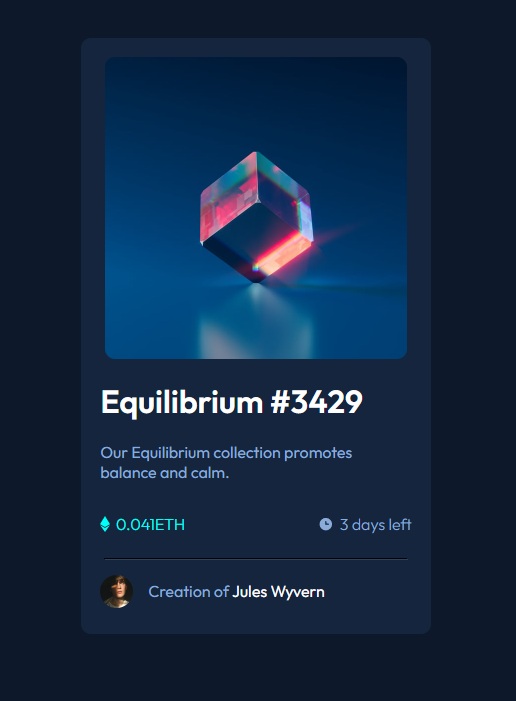 Equilibrium #3429
Our Equilibrium collection promotes
balance and calm.
0.041ETH
3 days left
Creation of Jules Wyvern